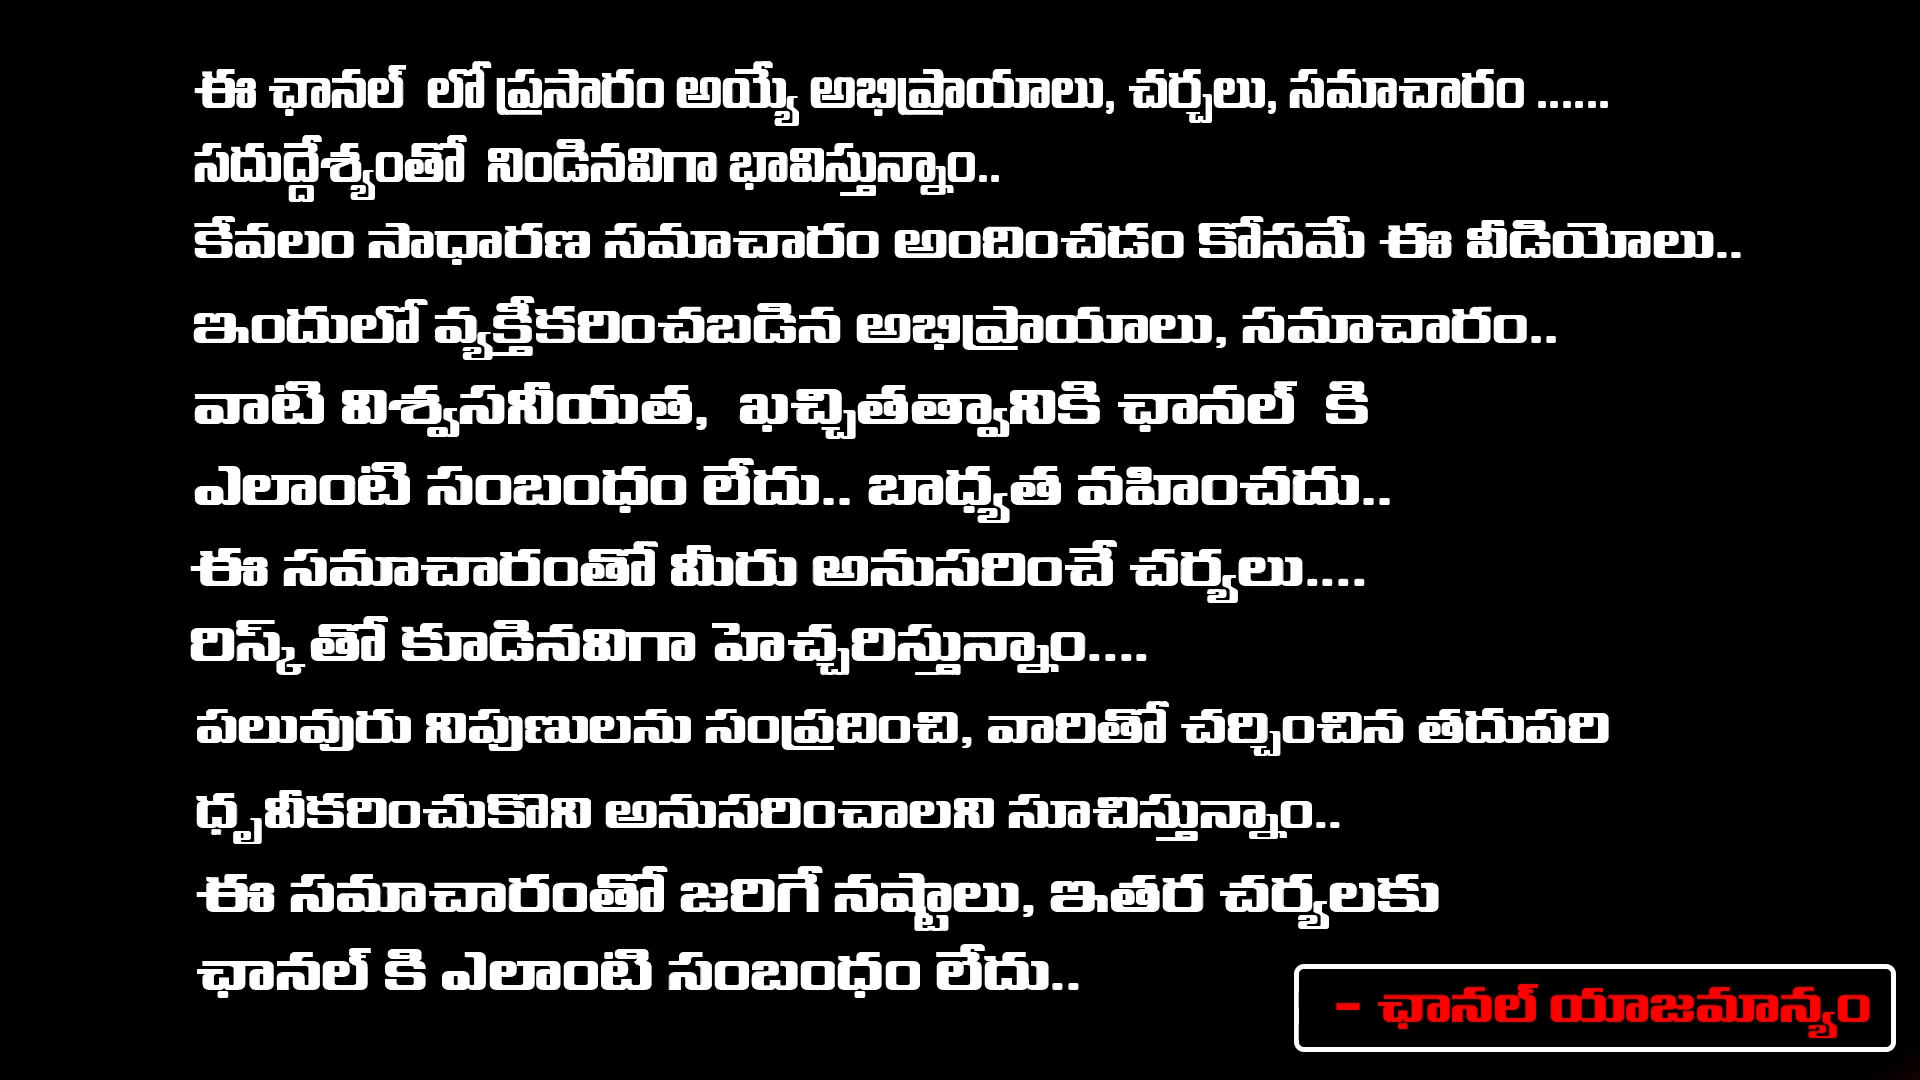 ఈ ఛానల్ లో ప్రసారం అయ్యే అభిప్రాయాలు, చర్చలు, సమాచారం ......
సదుద్దేశ్యంతో నిండినవిగా భావిస్తున్నాం..
కేవలం సాధారణ సమాచారం అందించడం కోసమే ఈ వీడియోలు..
ఇందులో వ్యక్తీకరించబడిన అభిప్రాయాలు, సమాచారం..
వాటి విశ్వసనీయత, ఖచ్చితత్వానికి ఛానల్ కి
ఎలాంటి సంబంధం లేదు.. బాధ్యత వహించదు..
ఈ సమాచారంతో మీరు అనుసరించే చర్యలు....
రిస్క్ తో కూడినవిగా హెచ్చరిస్తున్నాం....
పలువురు నిపుణులను సంప్రదించి, వారితో చర్చించిన తదుపరి
ధృవీకరించుకొని అనుసరించాలని సూచిస్తున్నాం..
ఈ సమాచారంతో జరిగే నష్టాలు, ఇతర చర్యలకు
ఛానల్ కి ఎలాంటి సంబంధం లేదు..
- ఛానల్ యాజమాన్యం